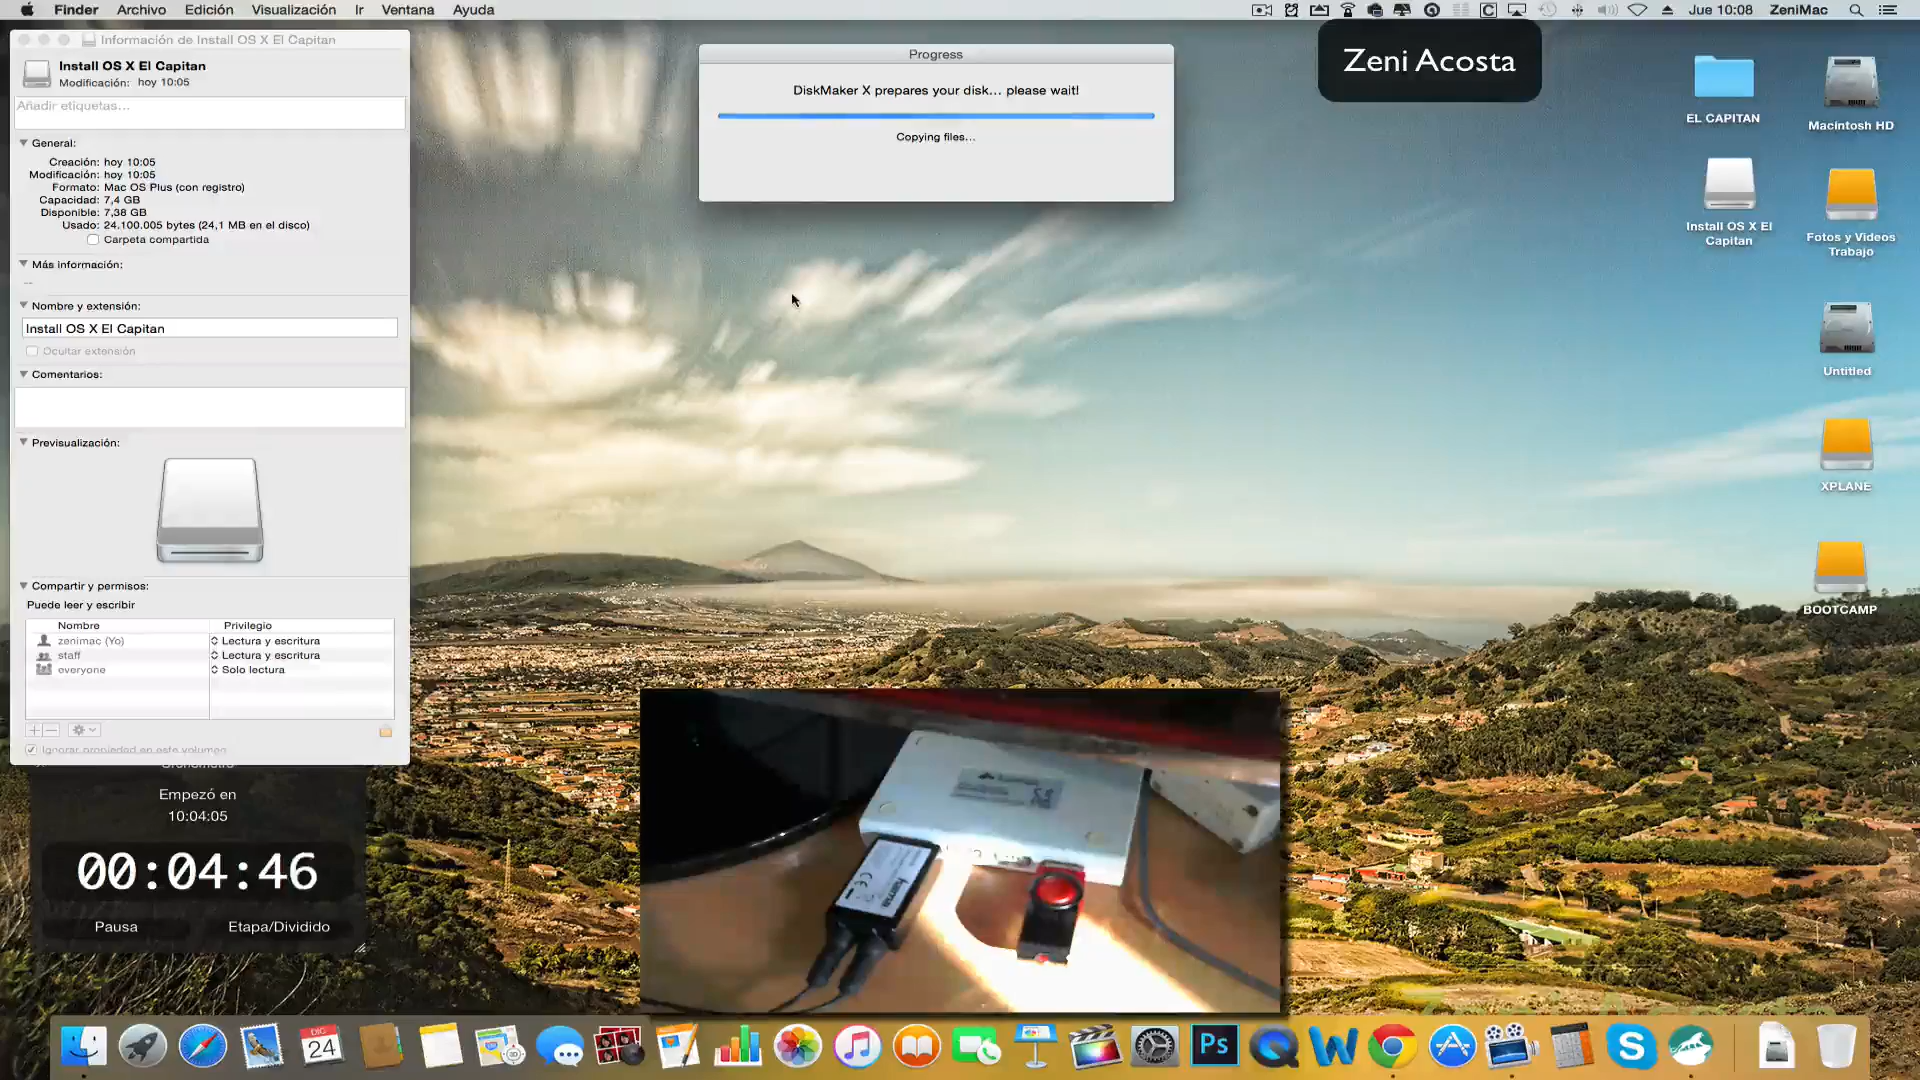 Finder Archivo Edición Visualización Ir Ventana Ayuda
Jue 10:08 ZeniMac
Información de Install OS X El Capitan
Install OS X El Capitan
Modificación: hoy 10:05
Añadir etiquetas...
General:
Creación: hoy 10:05
Modificación: hoy 10:05
Formato: Mac OS Plus (con registro)
Capacidad: 7,4 GB
Disponible: 7,38 GB
Usado: 24.100.005 bytes (24,1 MB en el disco)
Carpeta compartida
Más información:
--
Nombre y extensión:
Install OS X El Capitan
Ocultar extensión
Comentarios:
Previsualización:
Compartir y permisos:
Puede leer y escribir
Nombre Privilegio
zenimac (Yo) Lectura y escritura
staff Lectura y escritura
everyone Solo lectura
Ignorar propiedad en este volumen
Cronómetro
Empezó en
10:04:05
00:04:46
Pausa Etapa/Dividido
Progress
DiskMaker X prepares your disk... please wait!
Copying files...
Zeni Acosta
EL CAPITAN
Macintosh HD
Install OS X El
Capitan
Fotos y Videos
Trabajo
Untitled
XPLANE
BOOTCAMP
DIC
24
Ps